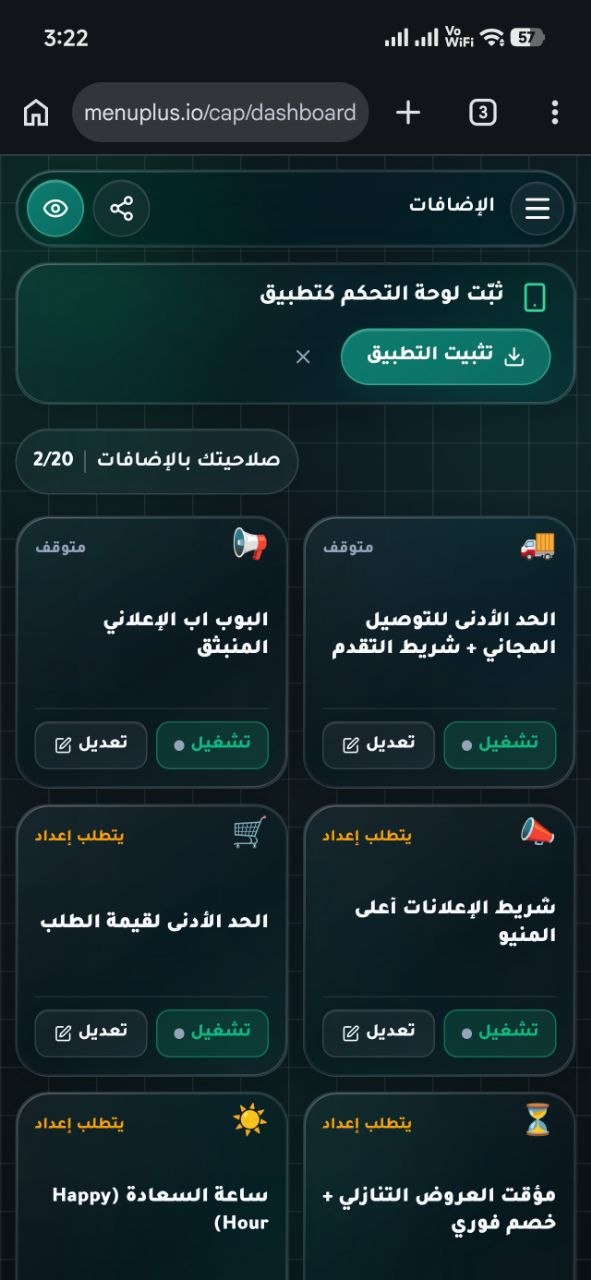 3:22
Vo WiFi
57
menuplus.io/cap/dashboard
3
الإضافات
ثبّت لوحة التحكم كتطبيق
تثبيت التطبيق
صلاحيتك بالإضافات | 2/20
متوقف
الحد الأدنى للتوصيل
المجاني + شريط التقدم
تشغيل
تعديل
متوقف
البوب اب الإعلاني
المنبثق
تشغيل
تعديل
يتطلب إعداد
شريط الإعلانات أعلى
المنيو
تشغيل
تعديل
يتطلب إعداد
الحد الأدنى لقيمة الطلب
تشغيل
تعديل
يتطلب إعداد
مؤقت العروض التنازلي +
خصم فوري
يتطلب إعداد
ساعة السعادة (Happy
Hour)